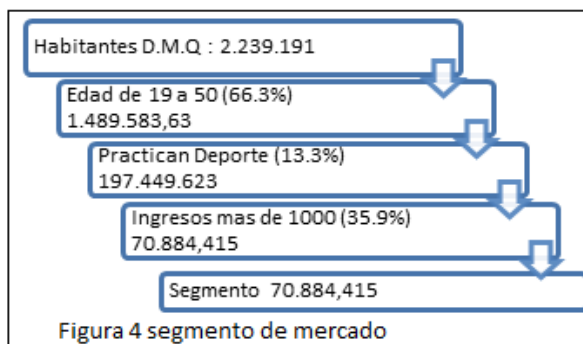 Habitantes D.M.Q : 2.239.191
Edad de 19 a 50 (66.3%)
1.489.583,63
Practican Deporte (13.3%)
197.449.623
Ingresos mas de 1000 (35.9%)
70.884,415
Segmento 70.884,415
Figura 4 segmento de mercado